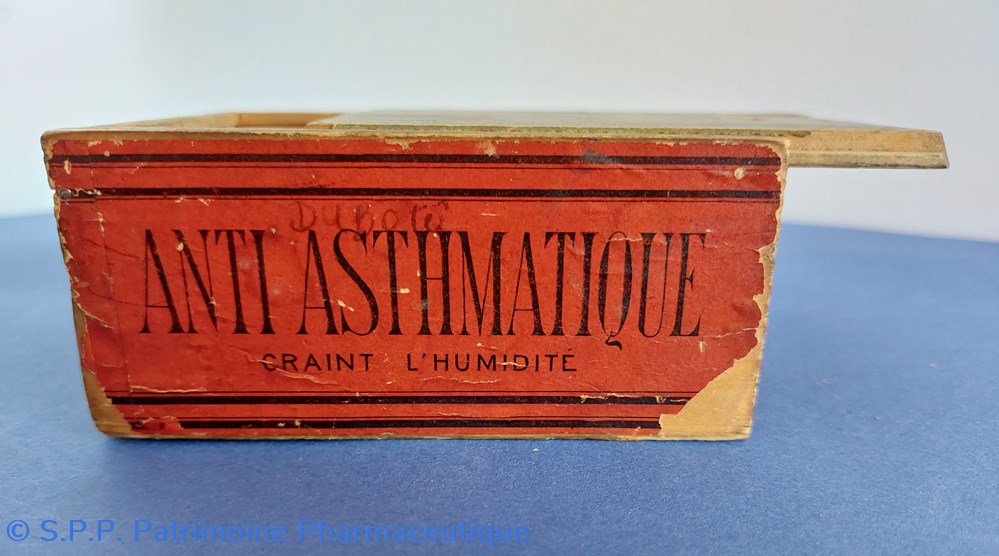 ANTI ASTHMATIQUE
CRAINT L'HUMIDITÉ
© S.P.P. Patrimoine Pharmaceutique